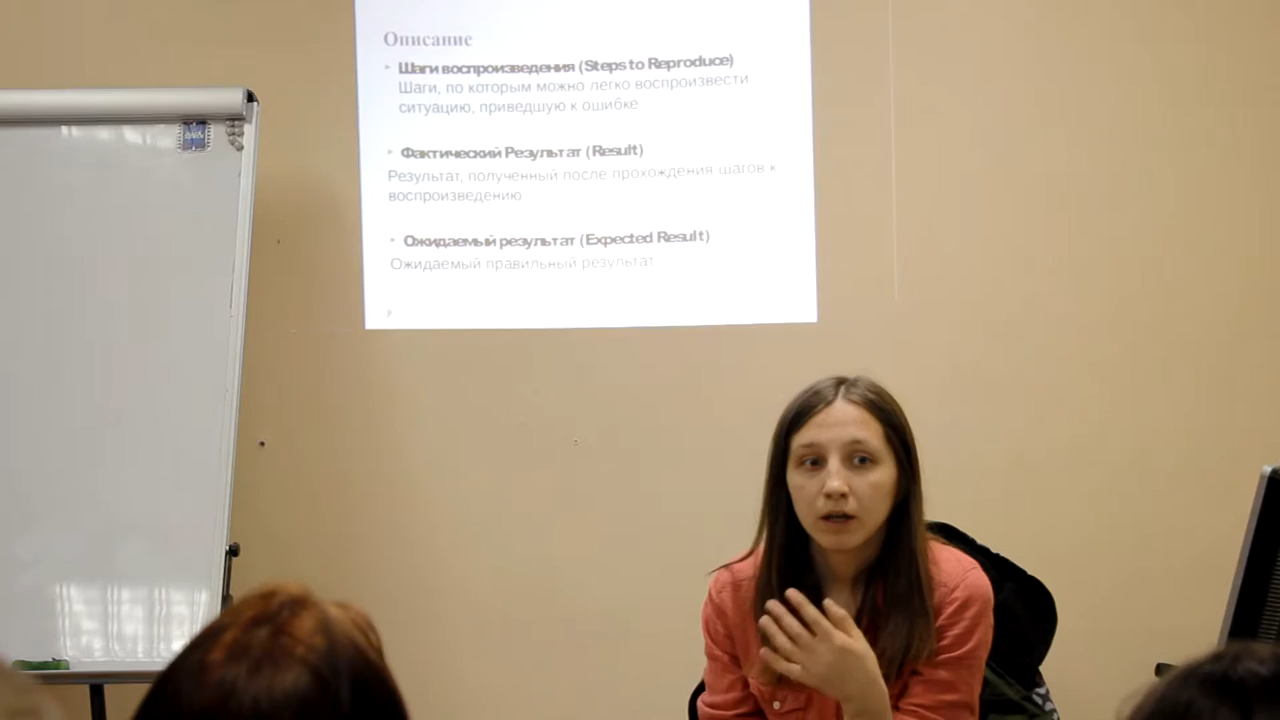 Описание
Шаги воспроизведения (Steps to Reproduce)
Шаги, по которым можно легко воспроизвести
ситуацию, приведшую к ошибке
Фактический Результат (Result)
Результат, полученный после прохождения шагов к
воспроизведению
Ожидаемый результат (Expected Result)
Ожидаемый правильный результат